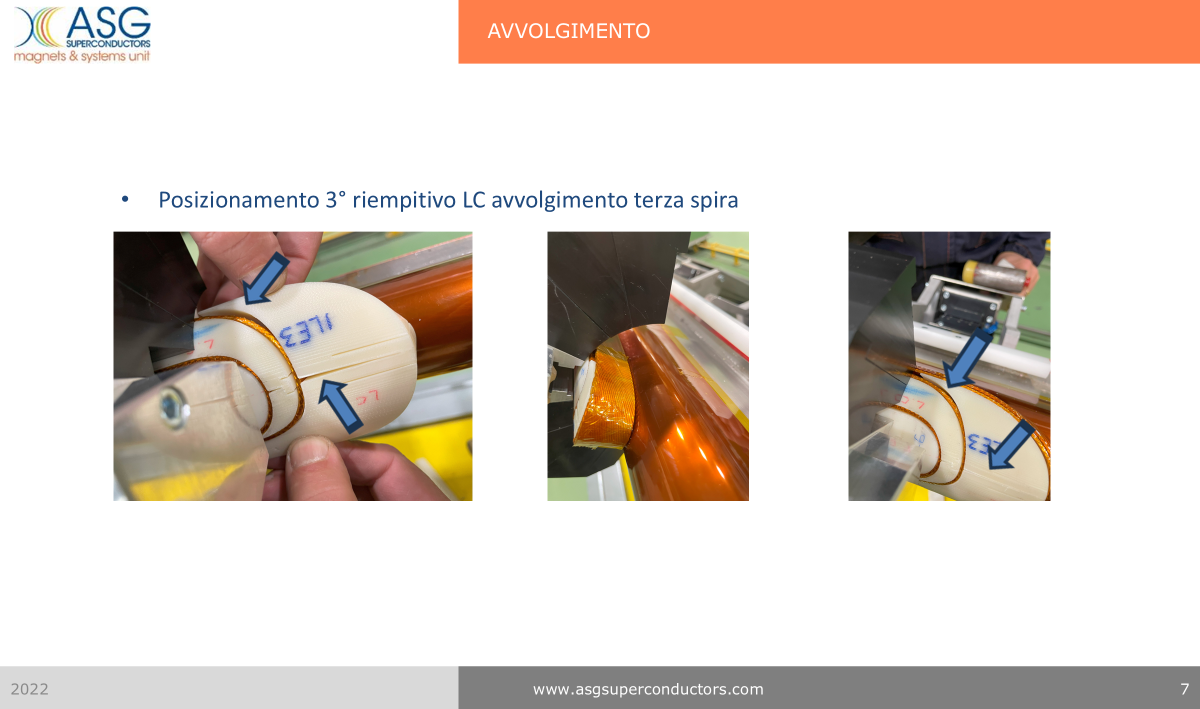 ASG
SUPERCONDUCTORS
magnets & systems unit
AVVOLGIMENTO
• Posizionamento 3° riempitivo LC avvolgimento terza spira
1LE3
LC
2022
www.asgsuperconductors.com
7